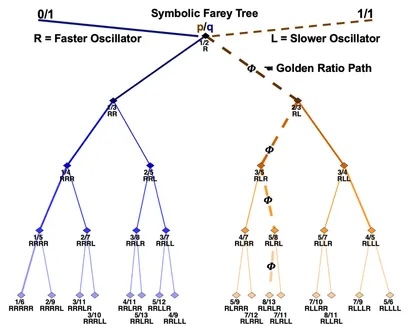 Symbolic Farey Tree
0/1
1/1
p/q
R = Faster Oscillator
L = Slower Oscillator
1/2
R
Φ Golden Ratio Path
1/3
RR
2/3
RL
Φ
1/4
RRR
2/5
RRL
3/5
RLR
3/4
RLL
Φ
1/5
RRRR
2/7
RRRL
3/8
RRLR
3/7
RRLL
4/7
RLRR
5/8
RLRL
5/7
RLLR
4/5
RLLL
Φ
1/6
RRRRR
2/9
RRRRL
3/11
RRRLR
3/10
RRRLL
4/11
RRLRR
5/13
RRLRL
5/12
RRLLR
4/9
RRLLL
5/9
RLRR
7/12
RLRRL
8/13
RLRLR
7/11
RLRLL
7/10
RLLRR
8/11
RLLRL
7/9
RLLLR
5/6
RLLLL